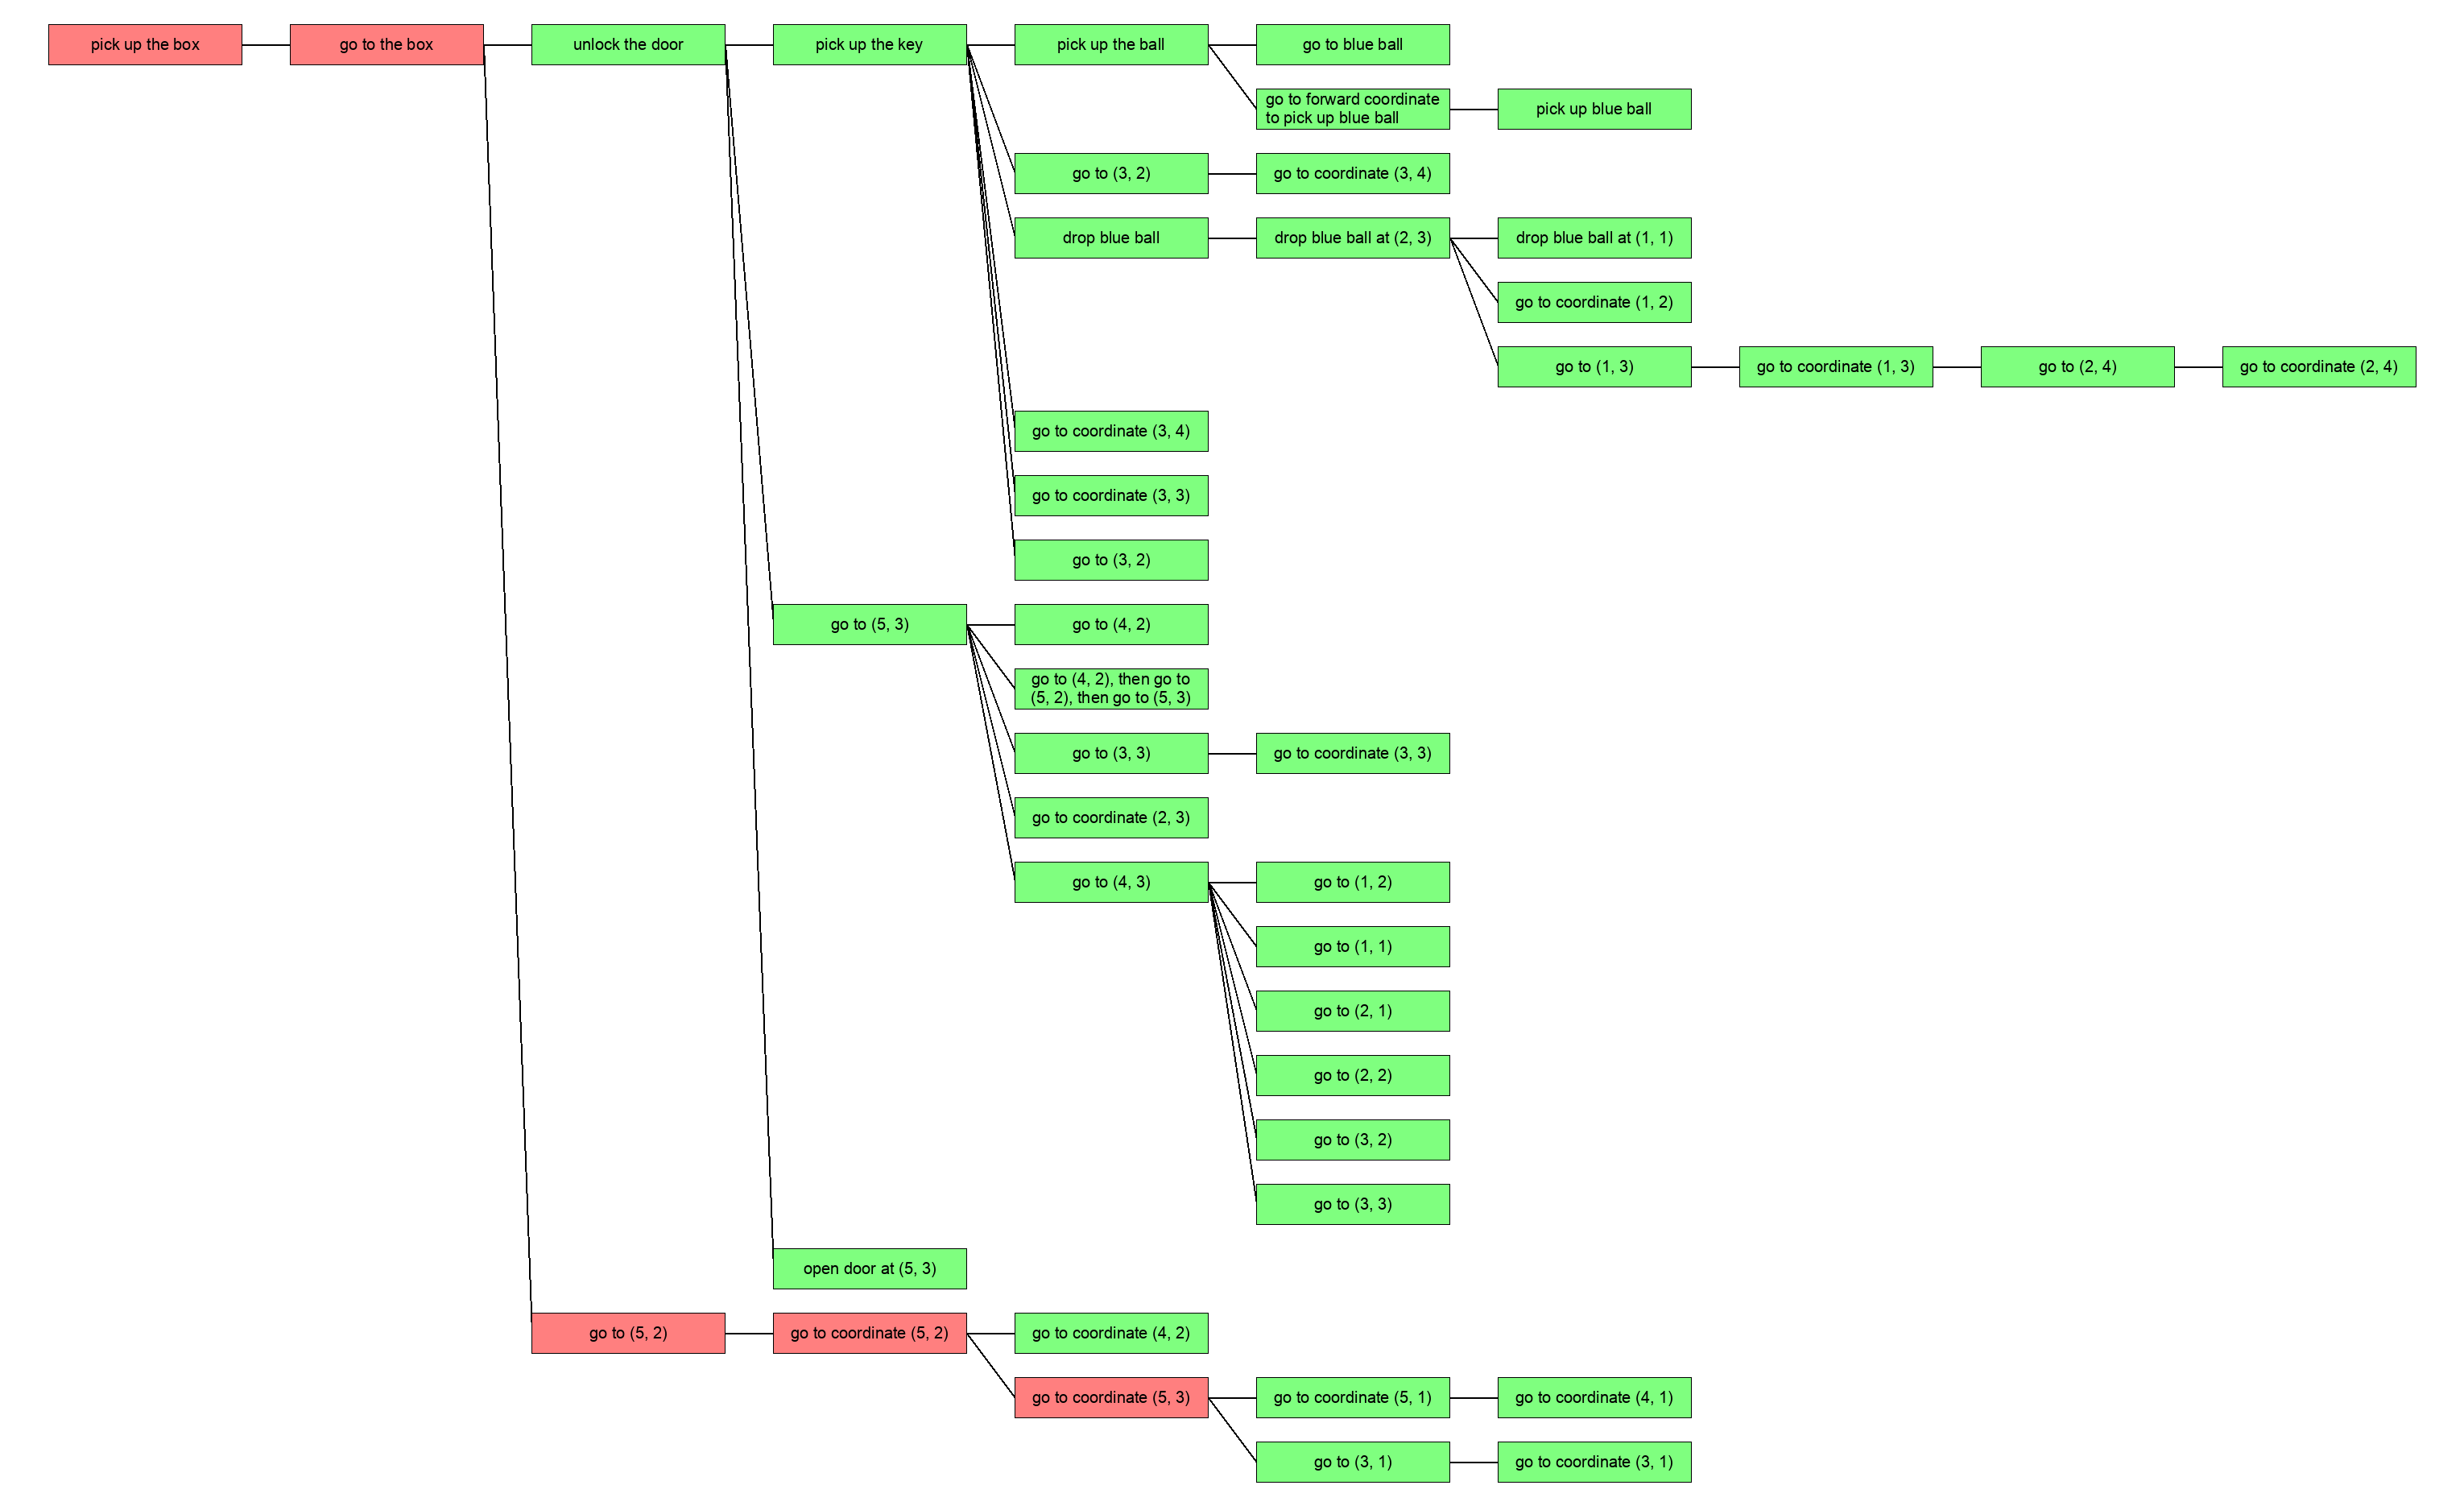 pick up the box
go to the box
unlock the door
pick up the key
pick up the ball
go to blue ball
go to forward coordinate
to pick up blue ball
pick up blue ball
go to (3, 2)
go to coordinate (3, 4)
drop blue ball
drop blue ball at (2, 3)
drop blue ball at (1, 1)
go to coordinate (1, 2)
go to (1, 3)
go to coordinate (1, 3)
go to (2, 4)
go to coordinate (2, 4)
go to coordinate (3, 4)
go to coordinate (3, 3)
go to (3, 2)
go to (5, 3)
go to (4, 2)
go to (4, 2), then go to
(5, 2), then go to (5, 3)
go to (3, 3)
go to coordinate (3, 3)
go to coordinate (2, 3)
go to (4, 3)
go to (1, 2)
go to (1, 1)
go to (2, 1)
go to (2, 2)
go to (3, 2)
go to (3, 3)
open door at (5, 3)
go to (5, 2)
go to coordinate (5, 2)
go to coordinate (4, 2)
go to coordinate (5, 3)
go to coordinate (5, 1)
go to coordinate (4, 1)
go to (3, 1)
go to coordinate (3, 1)